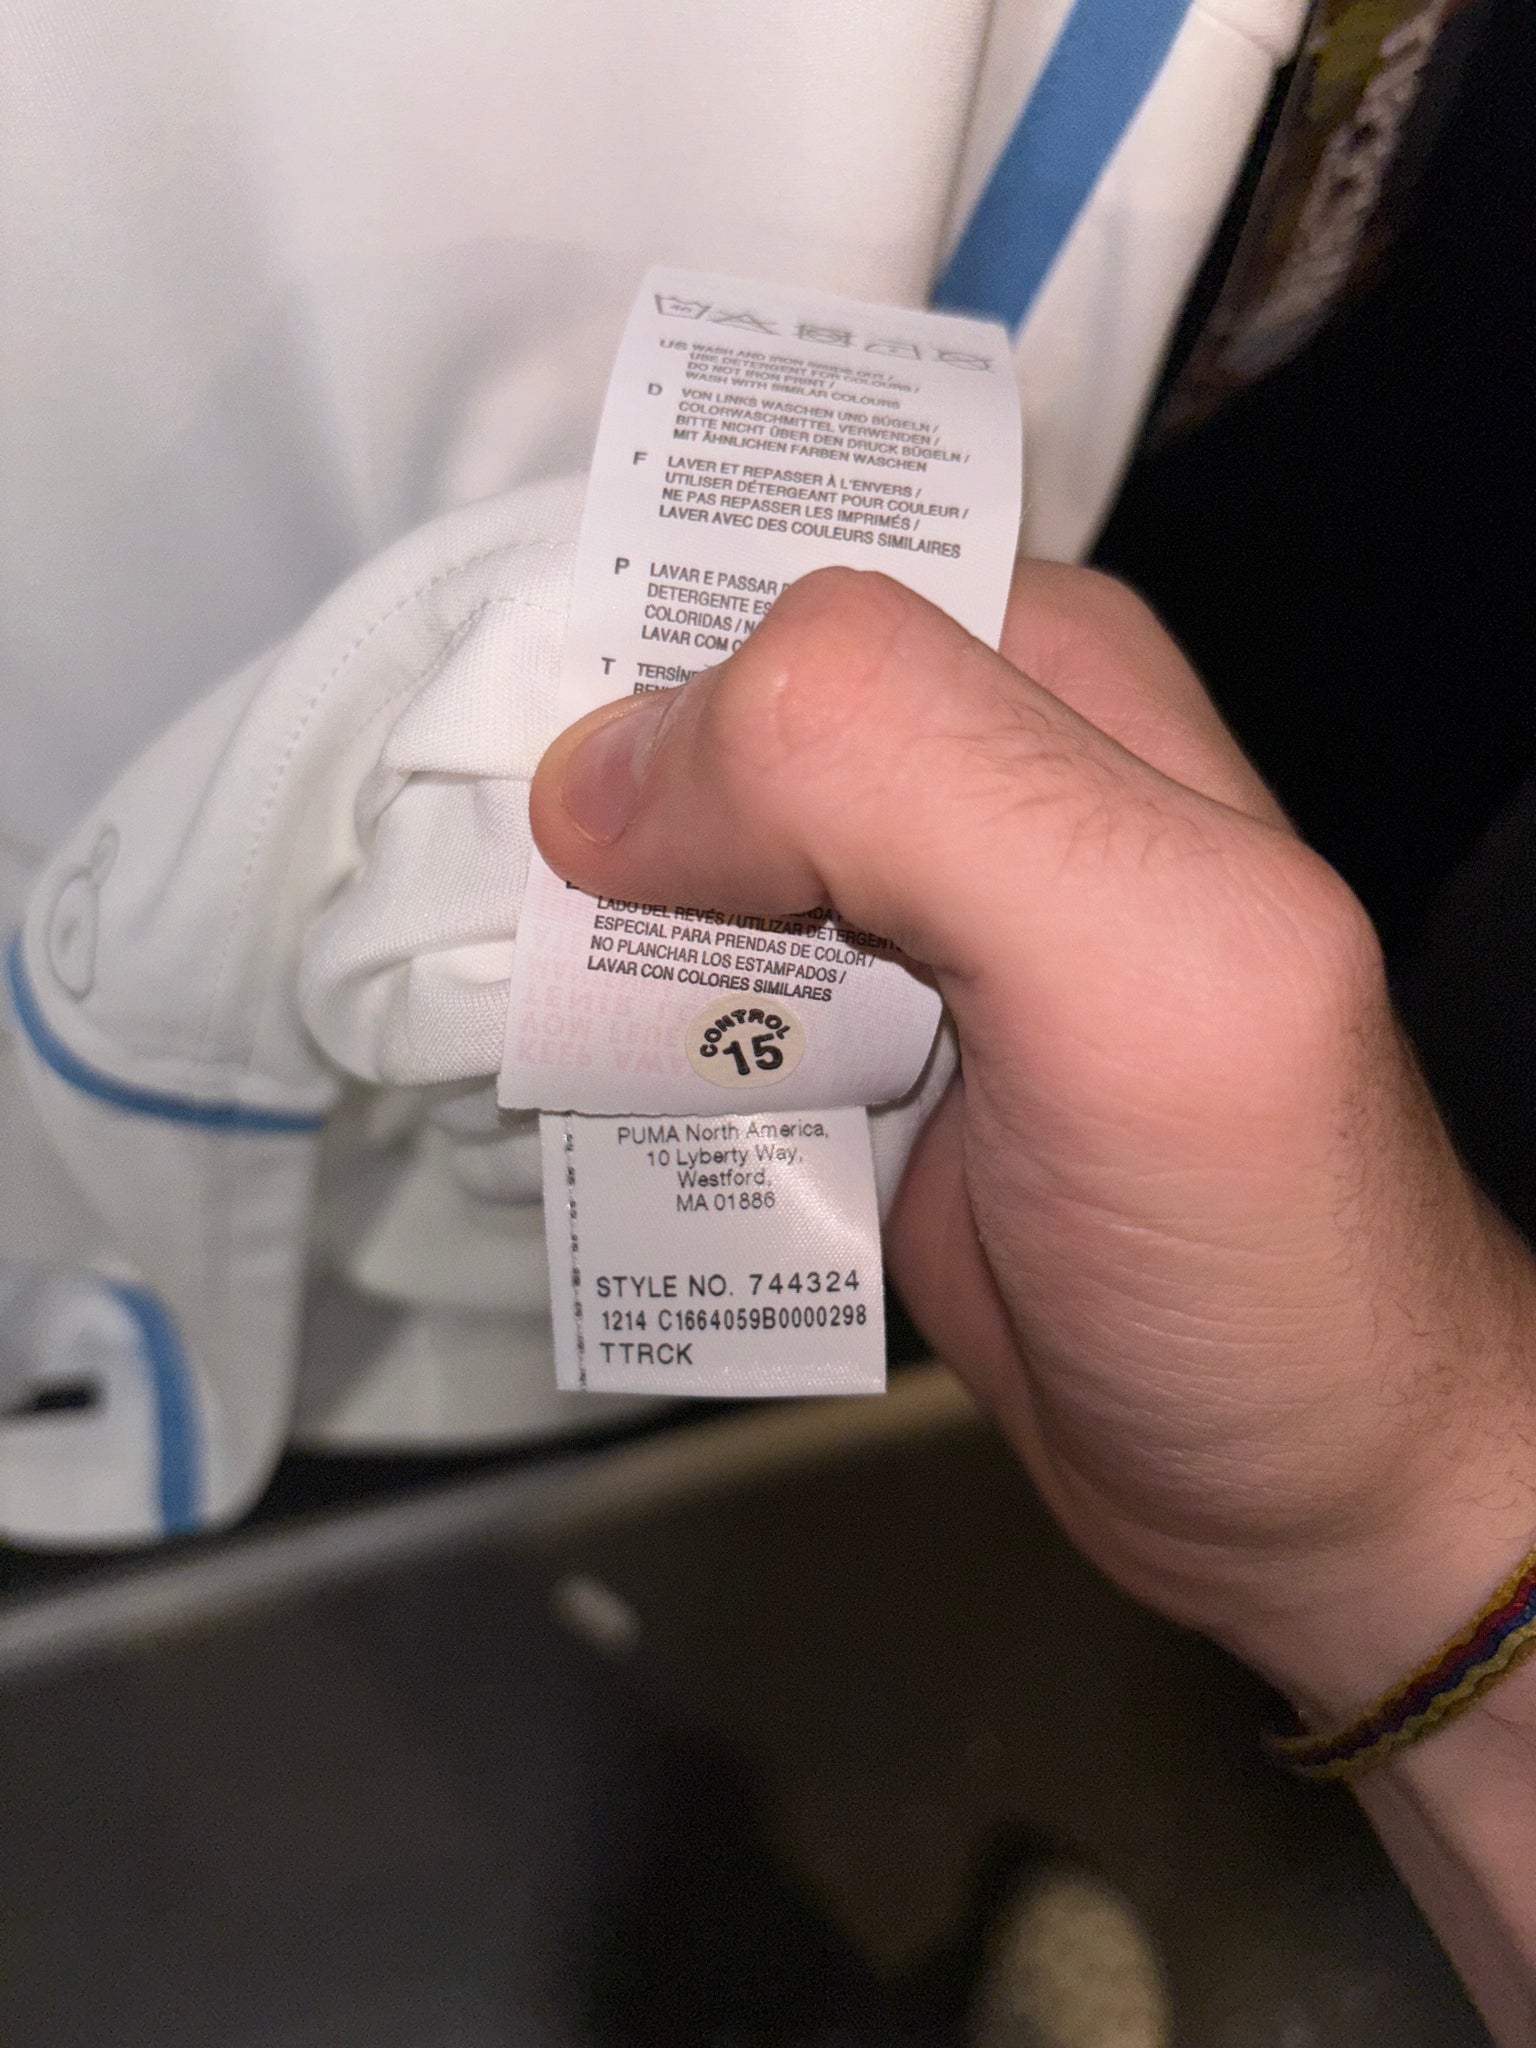 40
US WASH AND IRON INSIDE OUT /
USE DETERGENT FOR COLOURS /
DO NOT IRON PRINT /
WASH WITH SIMILAR COLOURS
D VON LINKS WASCHEN UND BÜGELN /
COLORWASCHMITTEL VERWENDEN /
BITTE NICHT ÜBER DEN DRUCK BÜGELN /
MIT ÄHNLICHEN FARBEN WASCHEN
F LAVER ET REPASSER À L'ENVERS /
UTILISER DÉTERGEANT POUR COULEUR /
NE PAS REPASSER LES IMPRIMÉS /
LAVER AVEC DES COULEURS SIMILAIRES
P LAVAR E PASSAR
DETERGENTE
COLORIDAS /
LAVAR COM
T
LADO DEL REVÉS / UTILIZAR DETERGENTE
ESPECIAL PARA PRENDAS DE COLOR /
NO PLANCHAR LOS ESTAMPADOS /
LAVAR CON COLORES SIMILARES
CONTROL
15
PUMA North America,
10 Lyberty Way,
Westford,
MA 01886
STYLE NO. 744324
1214 C1664059B0000298
TTRCK